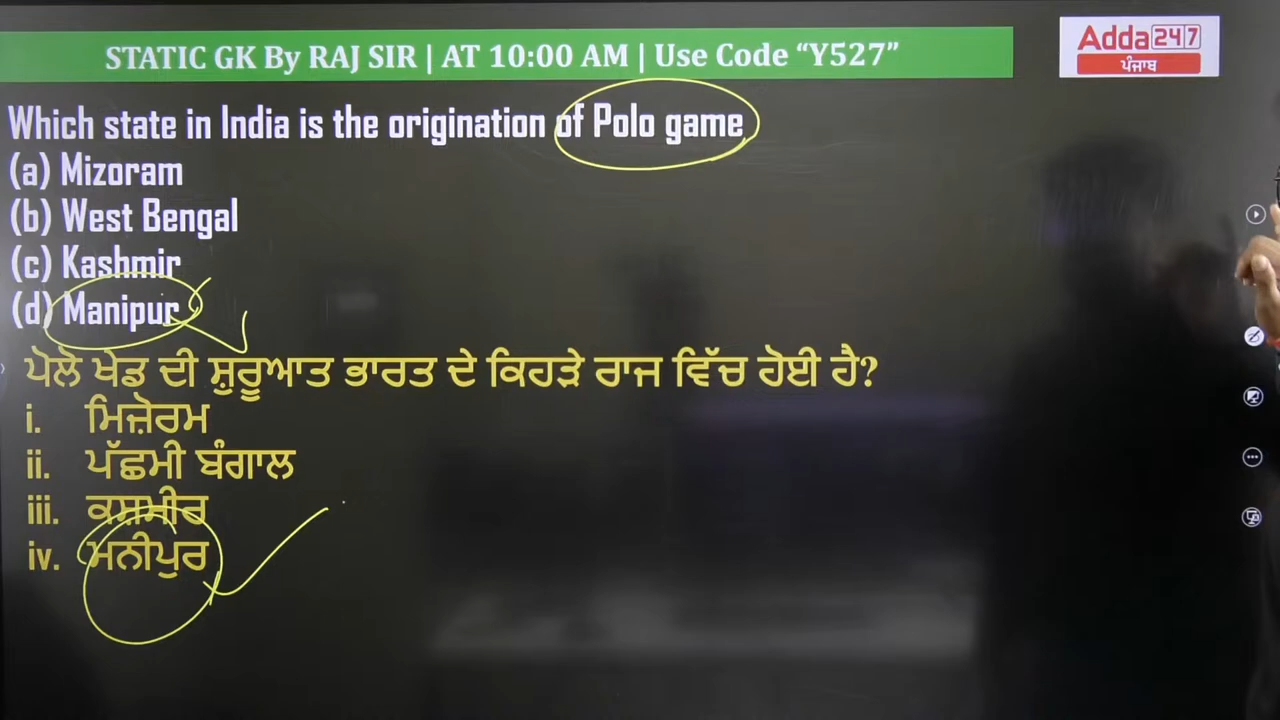 STATIC GK By RAJ SIR | AT 10:00 AM | Use Code “Y527”
Adda247
ਪੰਜਾਬ
Which state in India is the origination of Polo game
(a) Mizoram
(b) West Bengal
(c) Kashmir
(d) Manipur
ਪੋਲੋ ਖੇਡ ਦੀ ਸ਼ੁਰੂਆਤ ਭਾਰਤ ਦੇ ਕਿਹੜੇ ਰਾਜ ਵਿੱਚ ਹੋਈ ਹੈ?
i. ਮਿਜ਼ੋਰਮ
ii. ਪੱਛਮੀ ਬੰਗਾਲ
iii. ਕਸ਼ਮੀਰ
iv. ਮਨੀਪੁਰ